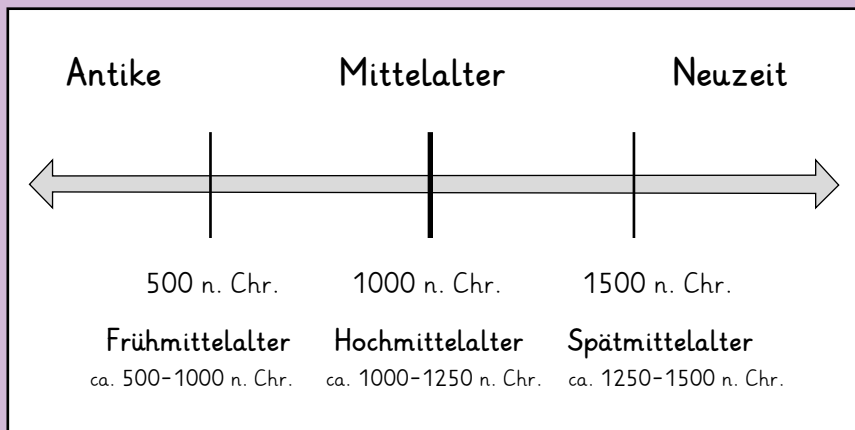 Antike Mittelalter Neuzeit
500 n. Chr. 1000 n. Chr. 1500 n. Chr.
Frühmittelalter Hochmittelalter Spätmittelalter
ca. 500-1000 n. Chr. ca. 1000-1250 n. Chr. ca. 1250-1500 n. Chr.